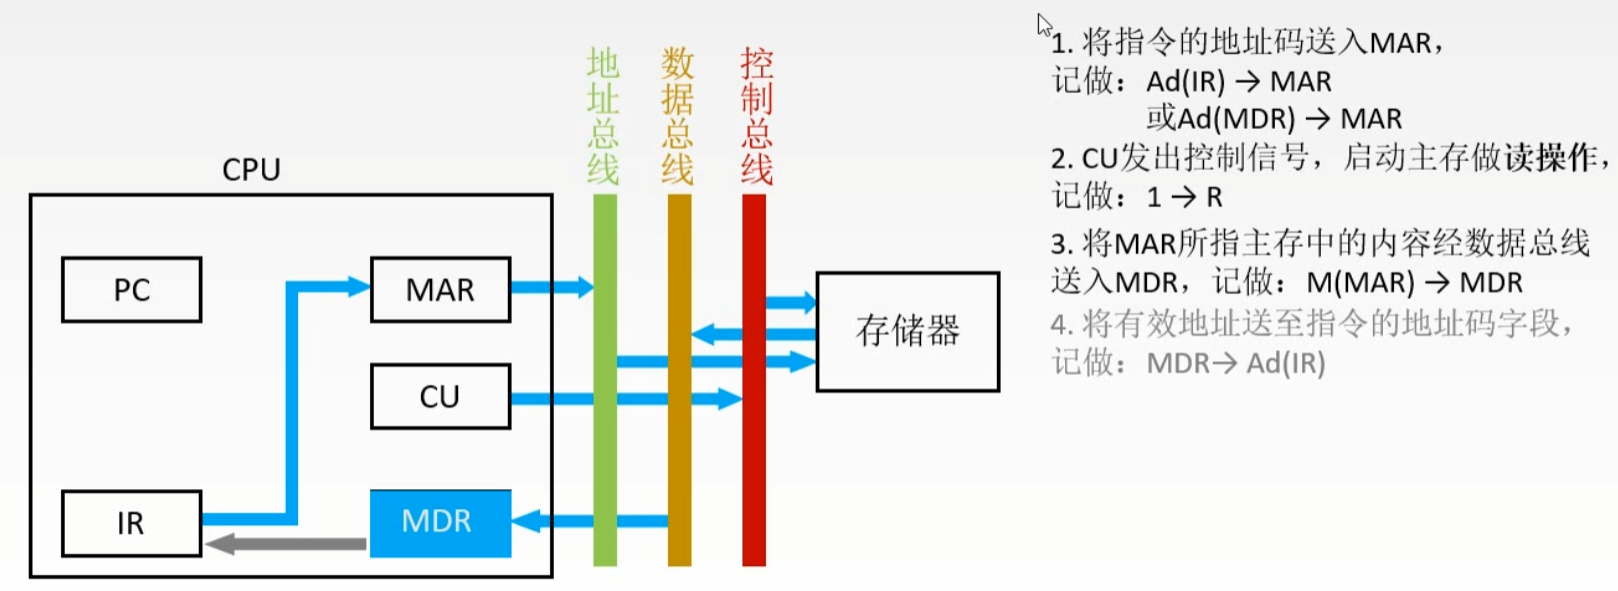 地址总线
数据总线
控制总线
CPU
PC
MAR
CU
IR
MDR
存储器
1. 将指令的地址码送入MAR，
记做：Ad(IR) → MAR
或Ad(MDR) → MAR
2. CU发出控制信号，启动主存做读操作，
记做：1 → R
3. 将MAR所指主存中的内容经数据总线
送入MDR，记做：M(MAR) → MDR
4. 将有效地址送至指令的地址码字段，
记做：MDR→ Ad(IR)